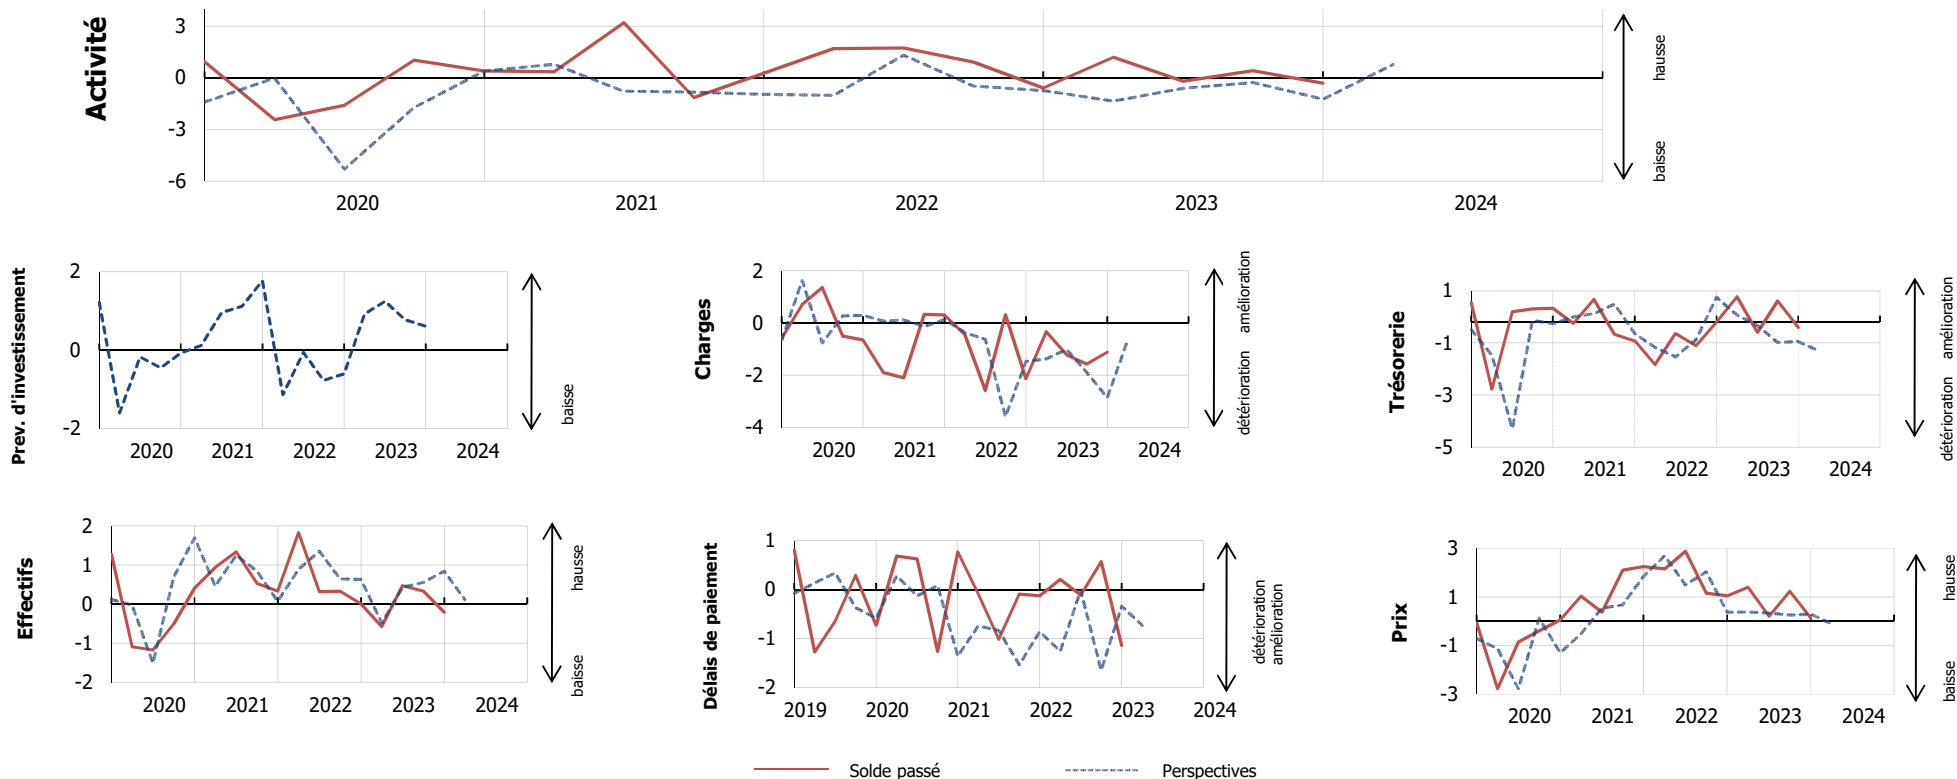 Activité
3
0
-3
-6
2020 2021 2022 2023 2024
hausse
baisse
Prev. d'investissement
2
0
-2
2020 2021 2022 2023 2024
baisse
Charges
2
0
-2
-4
2020 2021 2022 2023 2024
amélioration
détérioration
Trésorerie
1
-1
-3
-5
2020 2021 2022 2023 2024
amélioration
détérioration
Effectifs
2
1
0
-1
-2
2020 2021 2022 2023 2024
hausse
baisse
Délais de paiement
1
0
-1
-2
2019 2020 2021 2022 2023 2024
détérioration
amélioration
Prix
3
1
-1
-3
2020 2021 2022 2023 2024
hausse
baisse
Solde passé Perspectives